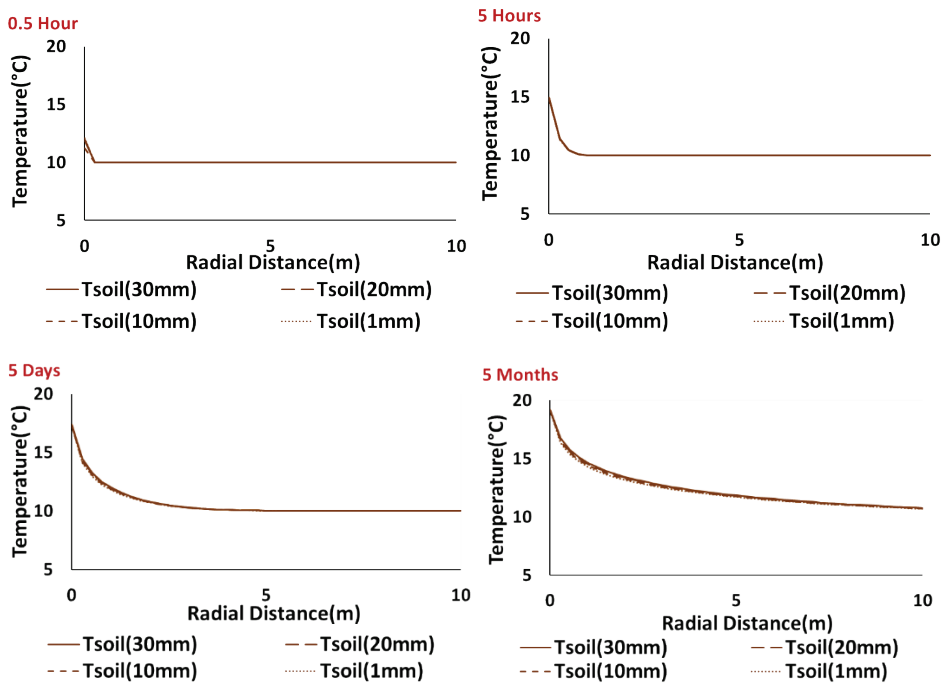 0.5 Hour
Temperature(°C)
20
15
10
5
0 5 10
Radial Distance(m)
Tsoil(30mm) Tsoil(20mm)
Tsoil(10mm) Tsoil(1mm)
5 Hours
Temperature(°C)
20
15
10
5
0 5 10
Radial Distance(m)
Tsoil(30mm) Tsoil(20mm)
Tsoil(10mm) Tsoil(1mm)
5 Days
Temperature(°C)
20
15
10
5
0 5 10
Radial Distance(m)
Tsoil(30mm) Tsoil(20mm)
Tsoil(10mm) Tsoil(1mm)
5 Months
Temperature(°C)
20
15
10
5
0 5 10
Radial Distance(m)
Tsoil(30mm) Tsoil(20mm)
Tsoil(10mm) Tsoil(1mm)